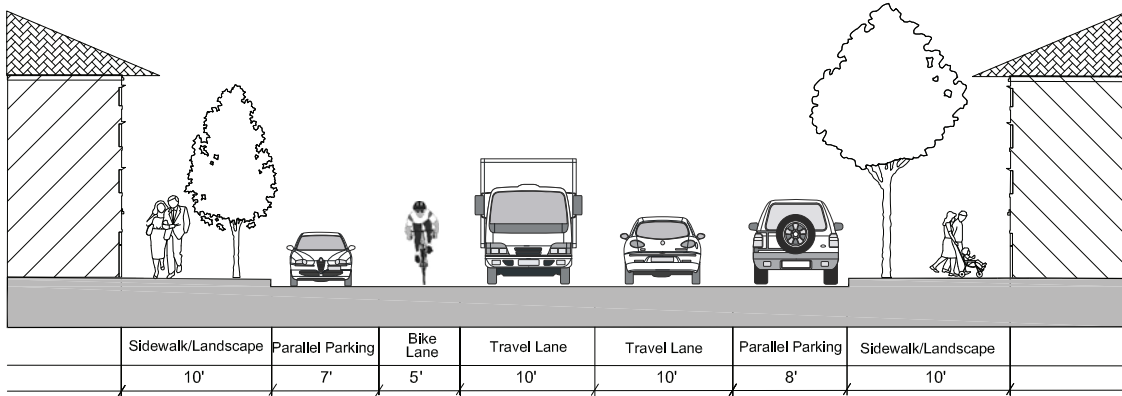 Sidewalk/Landscape Parallel Parking Bike Lane Travel Lane Travel Lane Parallel Parking Sidewalk/Landscape
10' 7' 5' 10' 10' 8' 10'